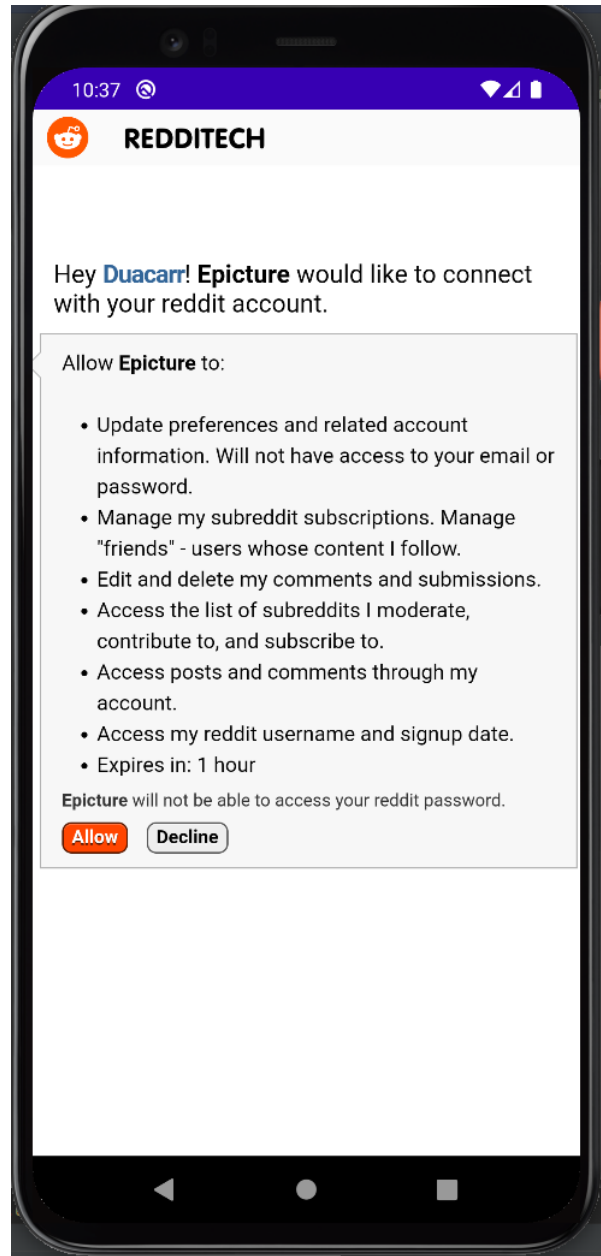 10:37
REDDITECH
Hey Duacarr! Epicture would like to connect
with your reddit account.
Allow Epicture to:
• Update preferences and related account
information. Will not have access to your email or
password.
• Manage my subreddit subscriptions. Manage
"friends" - users whose content I follow.
• Edit and delete my comments and submissions.
• Access the list of subreddits I moderate,
contribute to, and subscribe to.
• Access posts and comments through my
account.
• Access my reddit username and signup date.
• Expires in: 1 hour
Epicture will not be able to access your reddit password.
Allow Decline